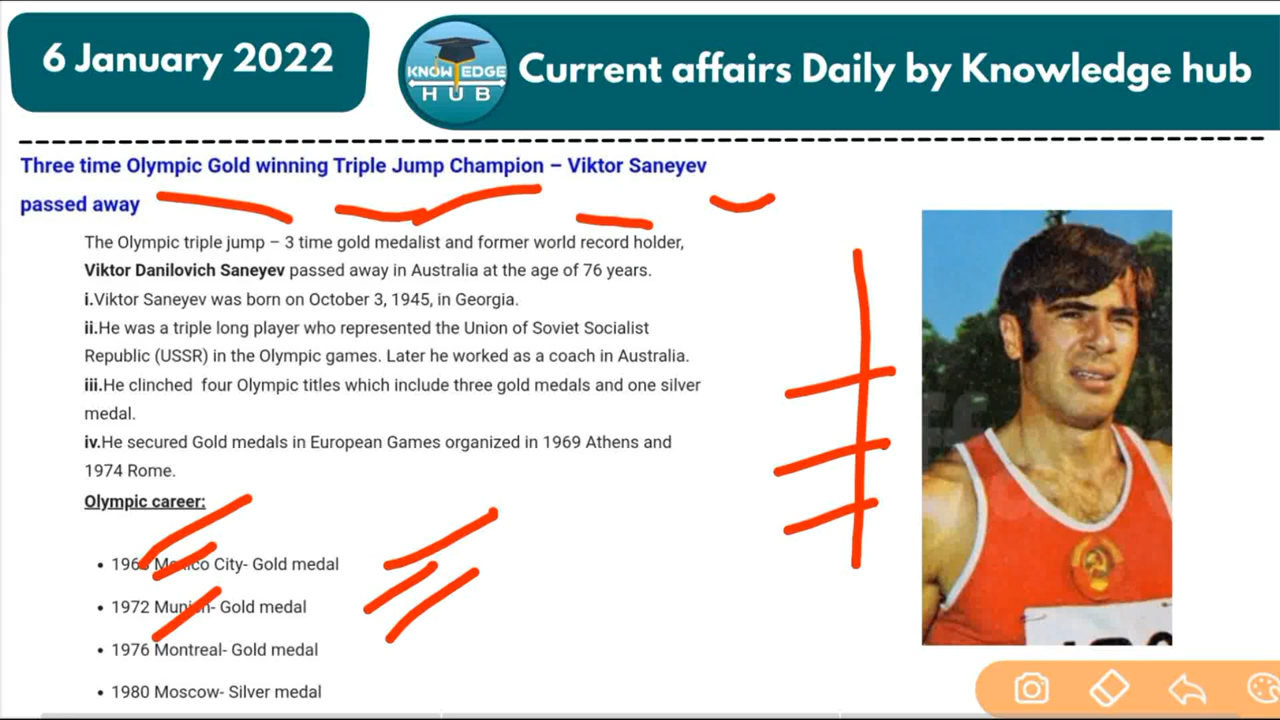 6 January 2022
KNOWLEDGE
HUB
Current affairs Daily by Knowledge hub
Three time Olympic Gold winning Triple Jump Champion – Viktor Saneyev
passed away
The Olympic triple jump – 3 time gold medalist and former world record holder,
Viktor Danilovich Saneyev passed away in Australia at the age of 76 years.
i.Viktor Saneyev was born on October 3, 1945, in Georgia.
ii.He was a triple long player who represented the Union of Soviet Socialist
Republic (USSR) in the Olympic games. Later he worked as a coach in Australia.
iii.He clinched four Olympic titles which include three gold medals and one silver
medal.
iv.He secured Gold medals in European Games organized in 1969 Athens and
1974 Rome.
Olympic career:
• 1968 Mexico City- Gold medal
• 1972 Munich- Gold medal
• 1976 Montreal- Gold medal
• 1980 Moscow- Silver medal